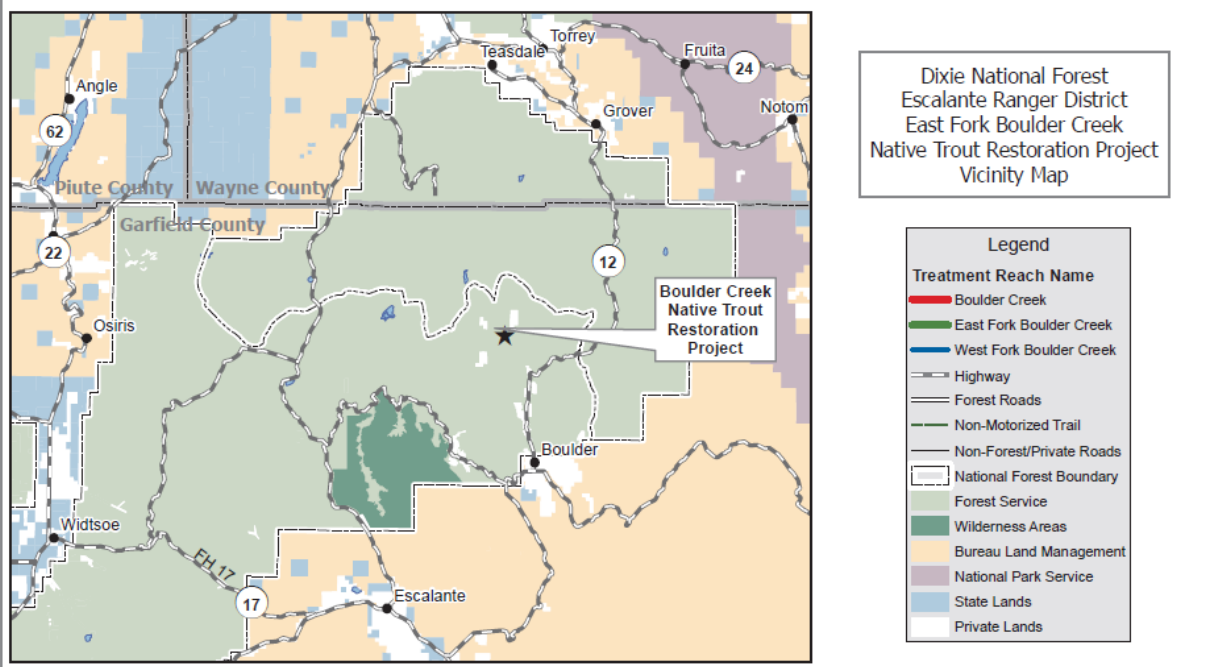 Torrey
Teasdale
Fruita
24
Angle
Grover
Notom
62
Piute County
Wayne County
Garfield County
22
12
Boulder Creek
Native Trout
Restoration
Project
Osiris
Boulder
Widtsoe
FH 17
17
Escalante
Dixie National Forest
Escalante Ranger District
East Fork Boulder Creek
Native Trout Restoration Project
Vicinity Map
Legend
Treatment Reach Name
Boulder Creek
East Fork Boulder Creek
West Fork Boulder Creek
Highway
Forest Roads
Non-Motorized Trail
Non-Forest/Private Roads
National Forest Boundary
Forest Service
Wilderness Areas
Bureau Land Management
National Park Service
State Lands
Private Lands